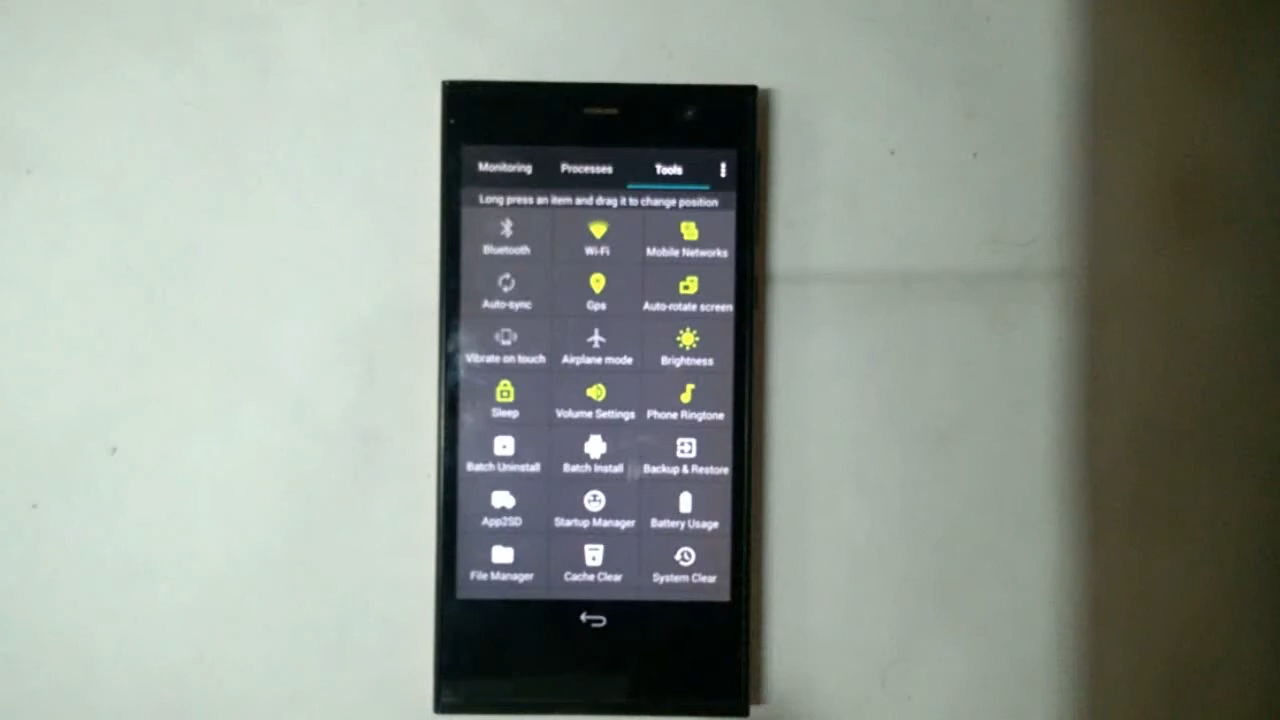 Monitoring Processes Tools
Long press an item and drag it to change position
Bluetooth Wi-Fi Mobile Networks
Auto-sync Gps Auto-rotate screen
Vibrate on touch Airplane mode Brightness
Sleep Volume Settings Phone Ringtone
Batch Uninstall Batch Install Backup & Restore
App2SD Startup Manager Battery Usage
File Manager Cache Clear System Clear